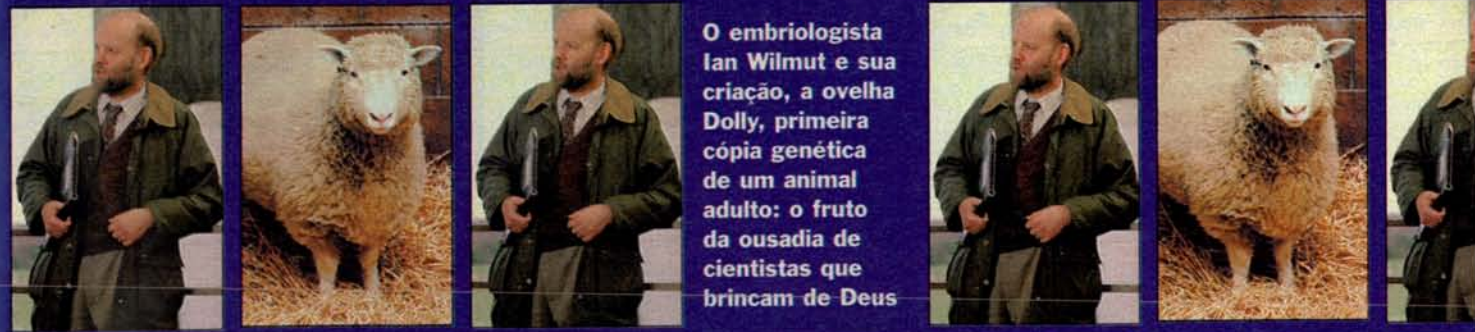 O embriologista
Ian Wilmut e sua
criação, a ovelha
Dolly, primeira
cópia genética
de um animal
adulto: o fruto
da ousadia de
cientistas que
brincam de Deus